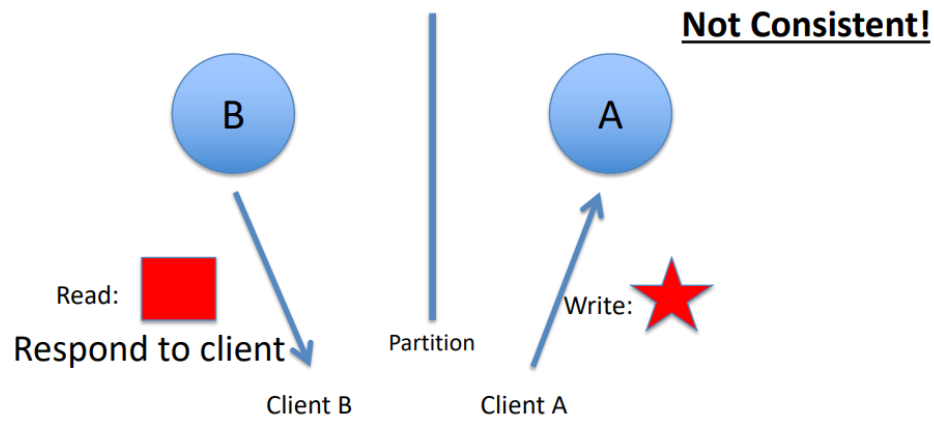 Not Consistent!
B
A
Read:
Write:
Respond to client
Partition
Client B
Client A